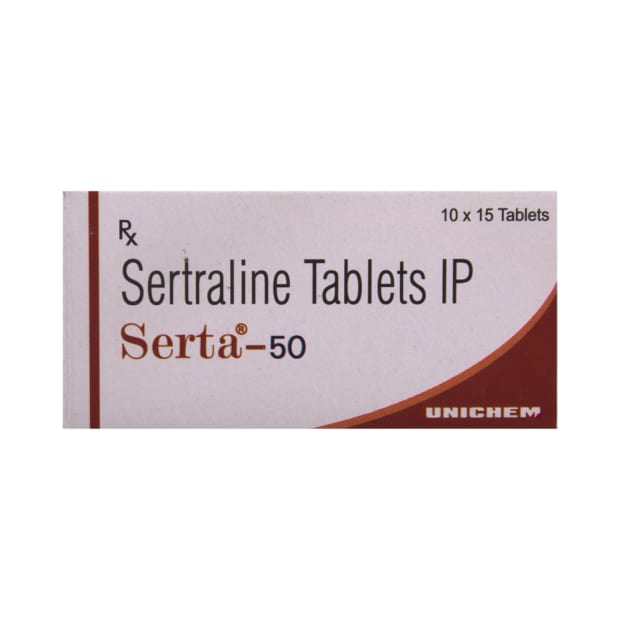 10 x 15 Tablets
Rx
Sertraline Tablets IP
Serta®-50
UNICHEM